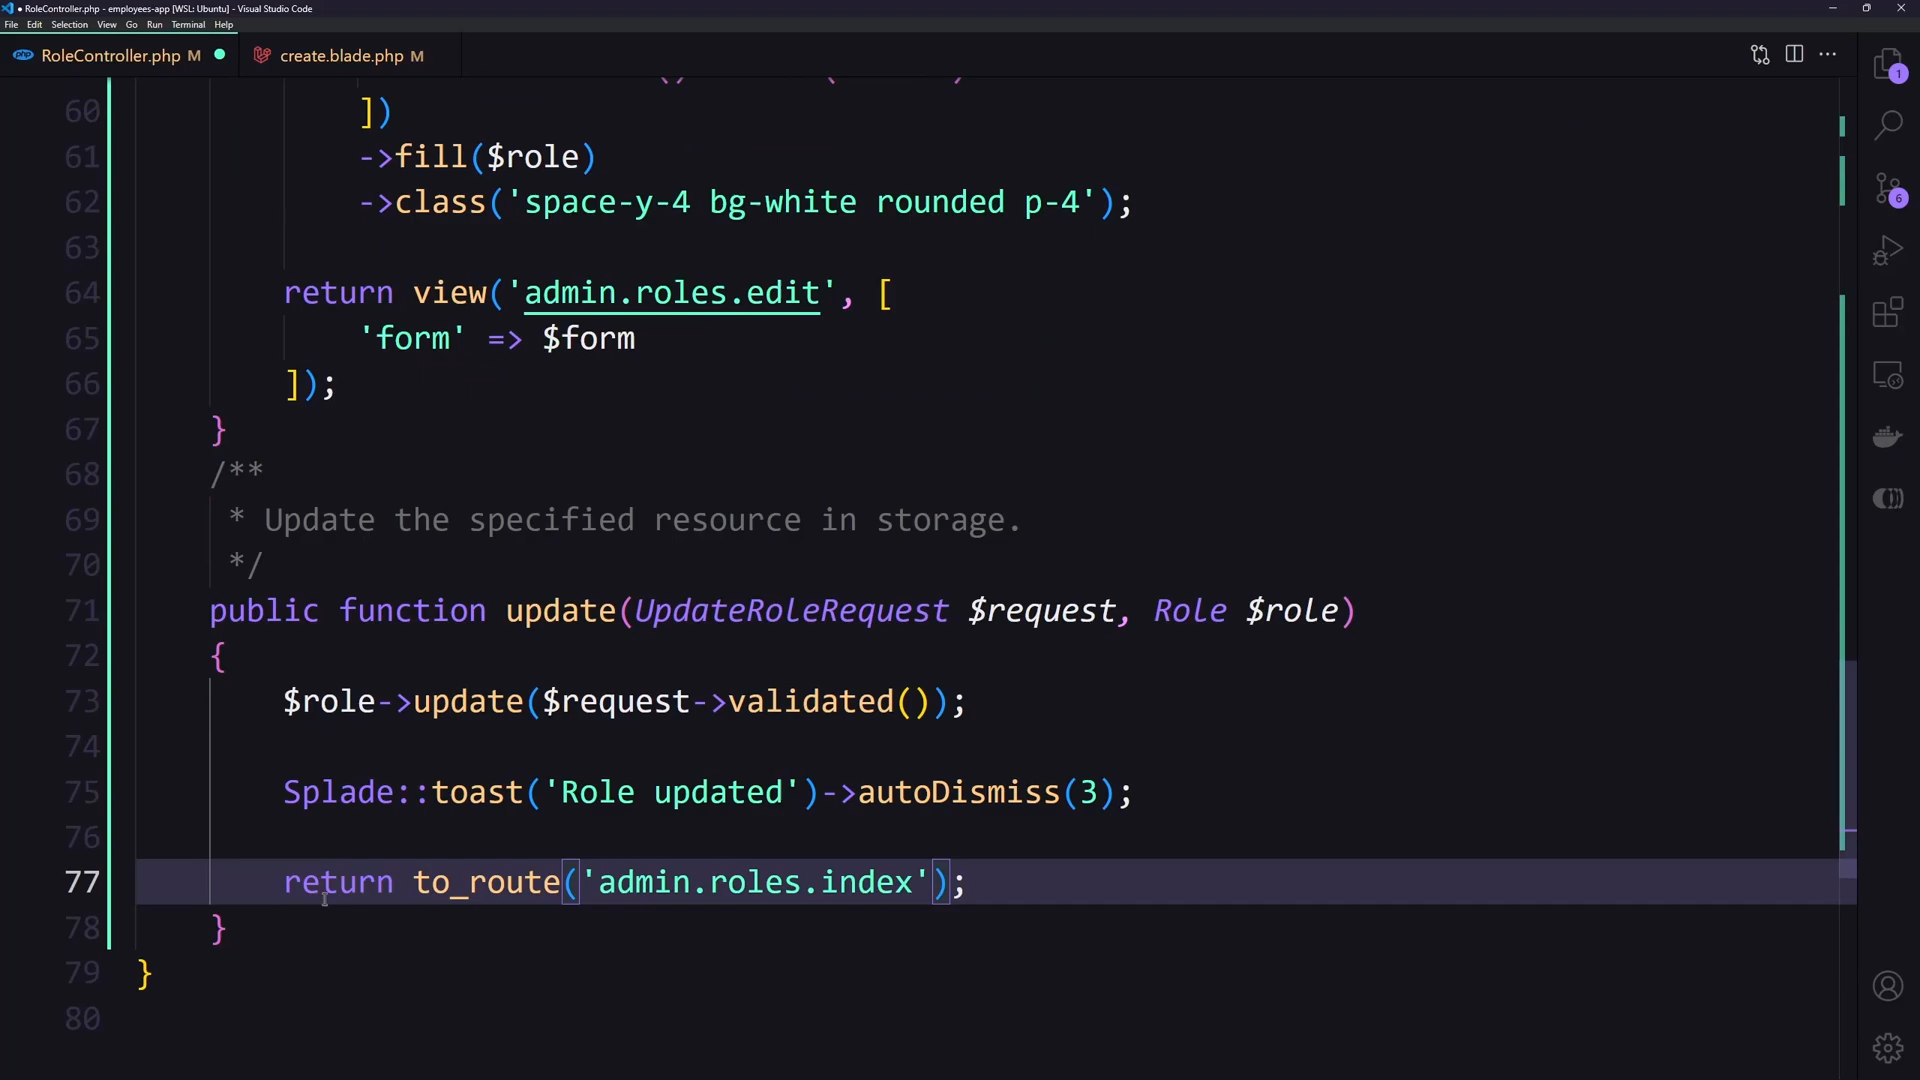 RoleController.php - employees-app [WSL: Ubuntu] - Visual Studio Code
File Edit Selection View Go Run Terminal Help
RoleController.php M
create.blade.php M
60 ])
61 ->fill($role)
62 ->class('space-y-4 bg-white rounded p-4');
63
64 return view('admin.roles.edit', [
65 'form' => $form
66 ]);
67 }
68 /**
69 * Update the specified resource in storage.
70 */
71 public function update(UpdateRoleRequest $request, Role $role)
72 {
73 $role->update($request->validated());
74
75 Splade::toast('Role updated')->autoDismiss(3);
76
77 return to_route('admin.roles.index');
78 }
79 }
80
1
6